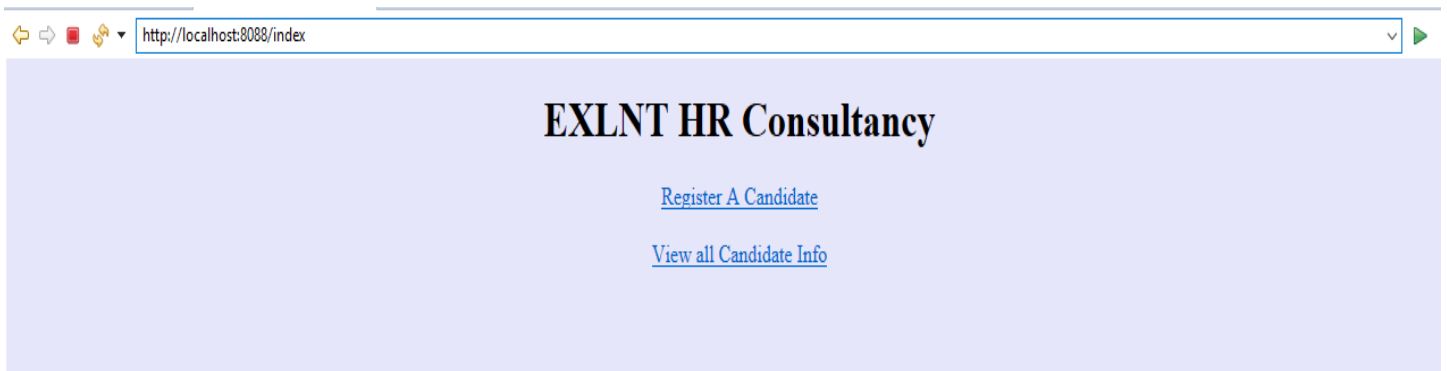 http://localhost:8088/index
EXLNT HR Consultancy
Register A Candidate
View all Candidate Info